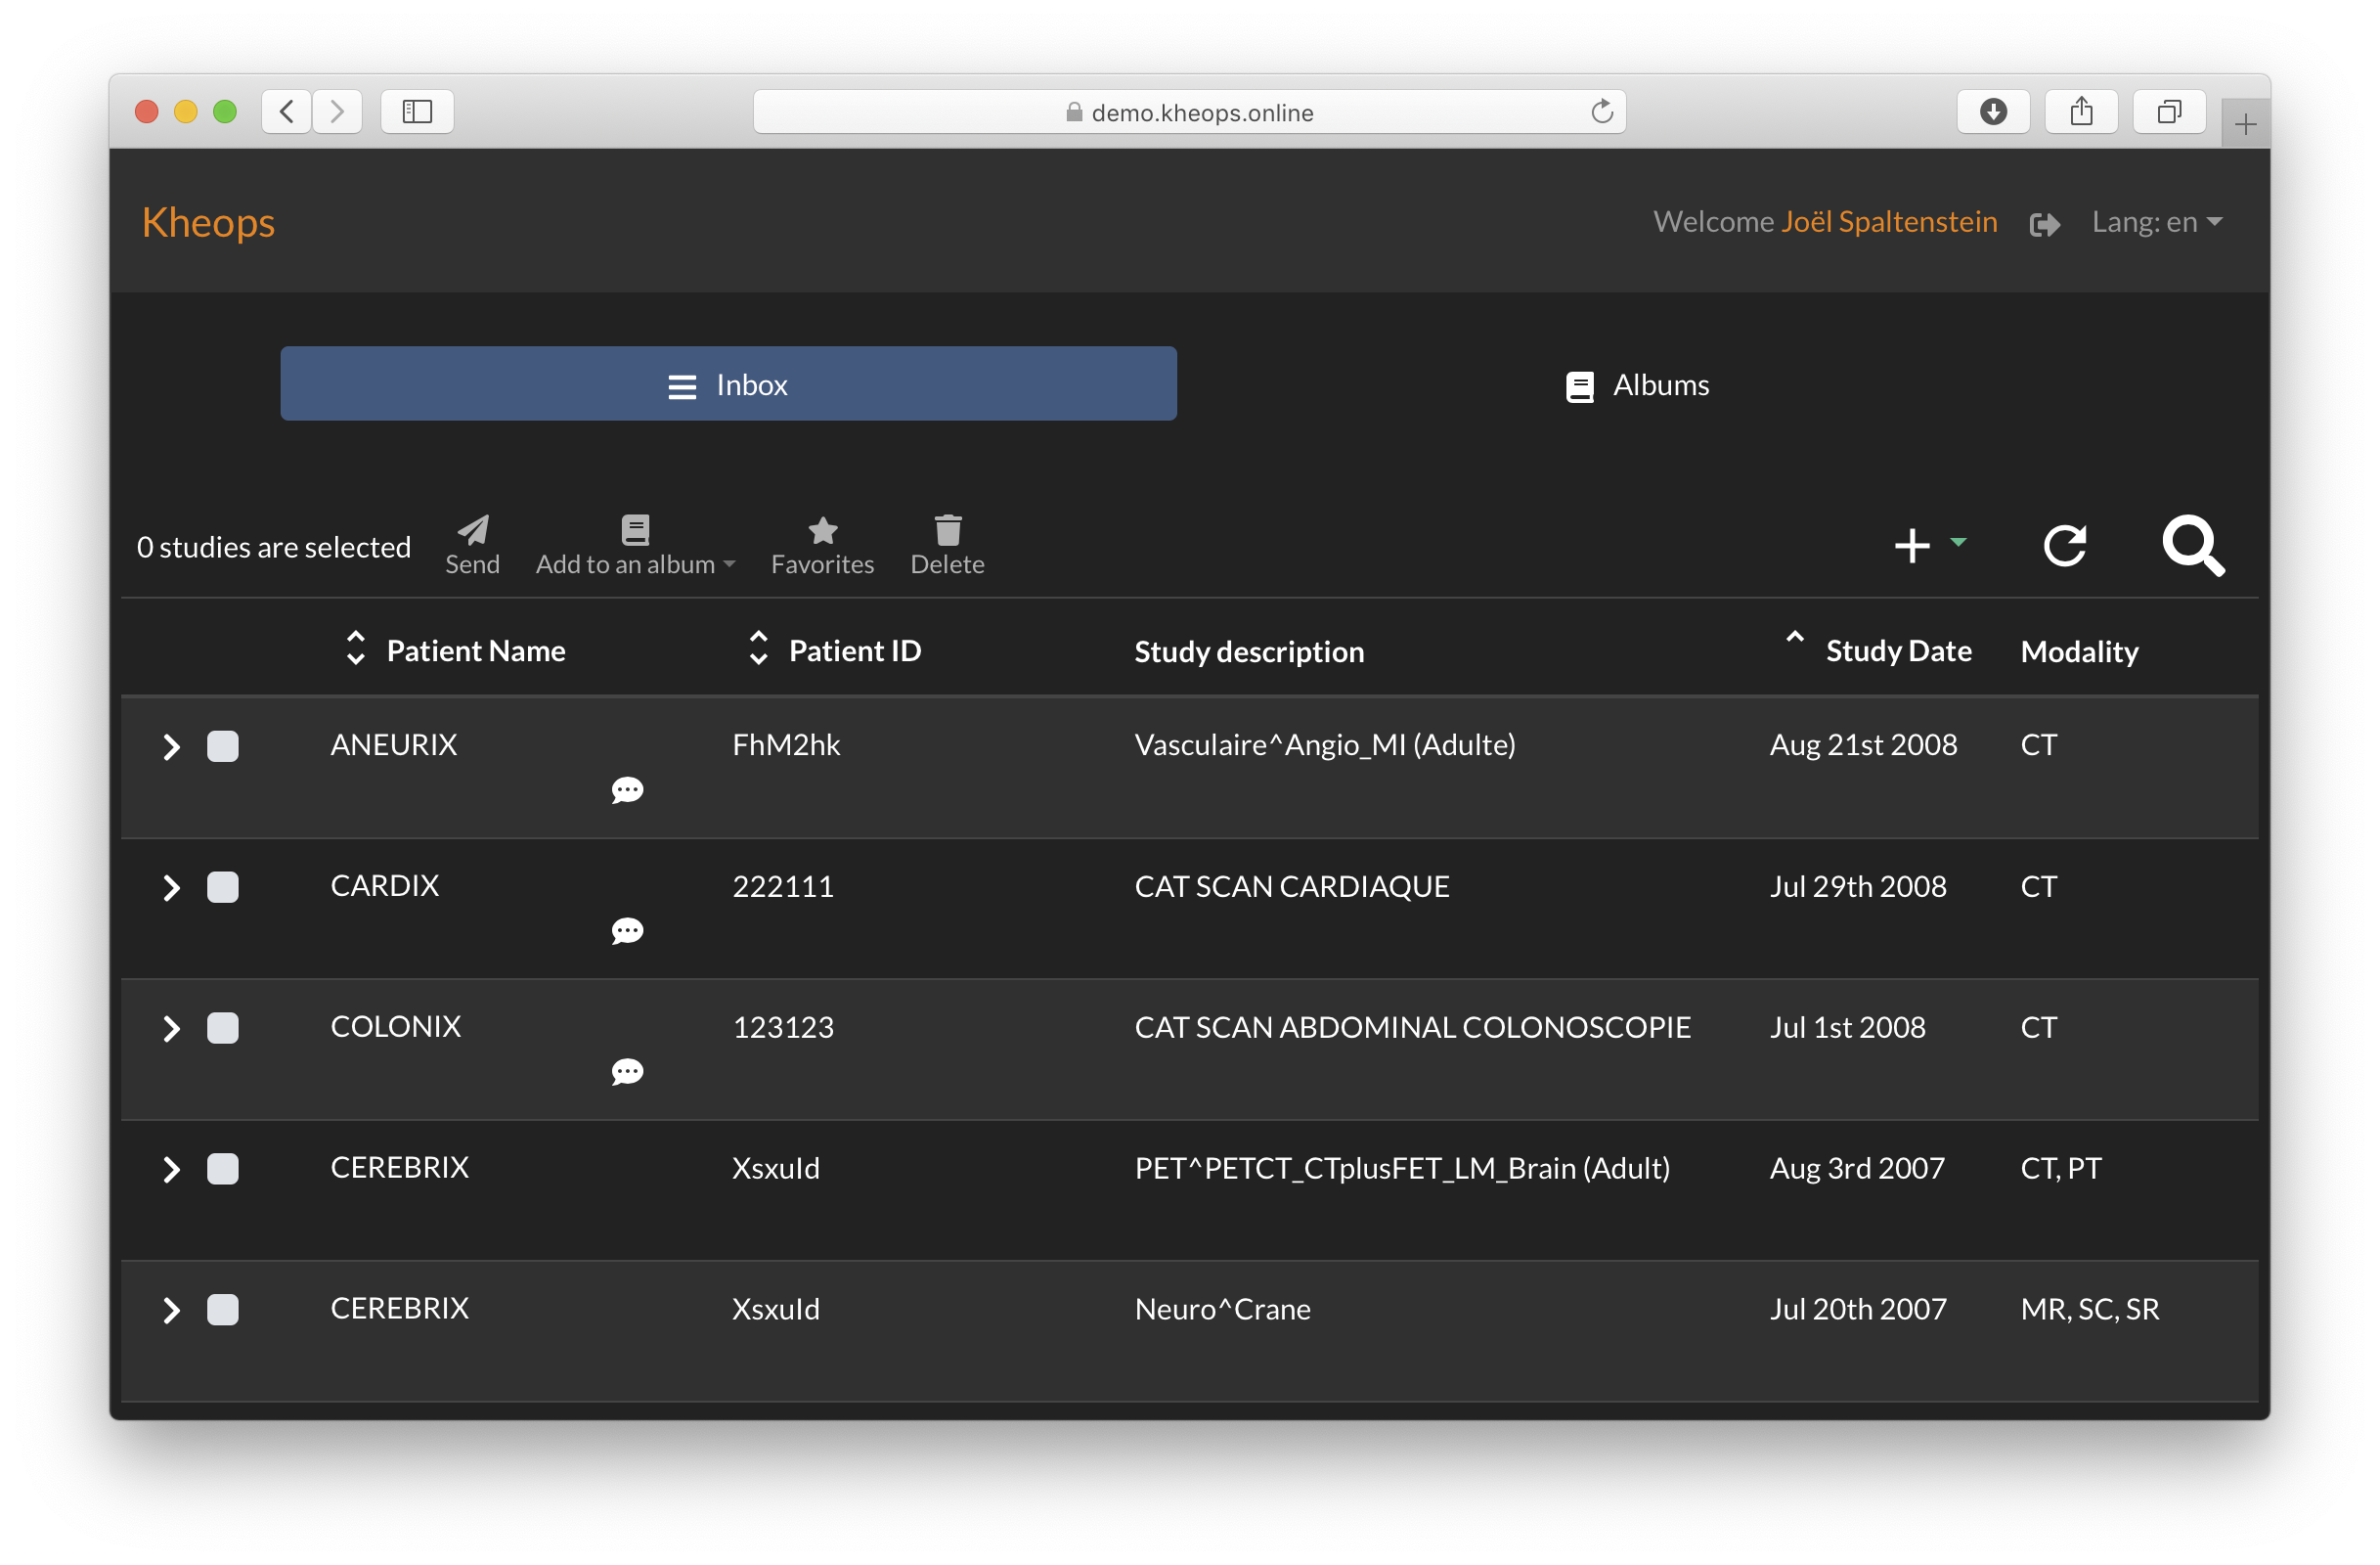 demo.kheops.online
Kheops
Welcome Joël Spaltenstein Lang: en
Inbox Albums
0 studies are selected Send Add to an album Favorites Delete
Patient Name Patient ID Study description Study Date Modality
ANEURIX FhM2hk Vasculaire^Angio_MI (Adulte) Aug 21st 2008 CT
CARDIX 222111 CAT SCAN CARDIAQUE Jul 29th 2008 CT
COLONIX 123123 CAT SCAN ABDOMINAL COLONOSCOPIE Jul 1st 2008 CT
CEREBRIX XsxuId PET^PETCT_CTplusFET_LM_Brain (Adult) Aug 3rd 2007 CT, PT
CEREBRIX XsxuId Neuro^Crane Jul 20th 2007 MR, SC, SR